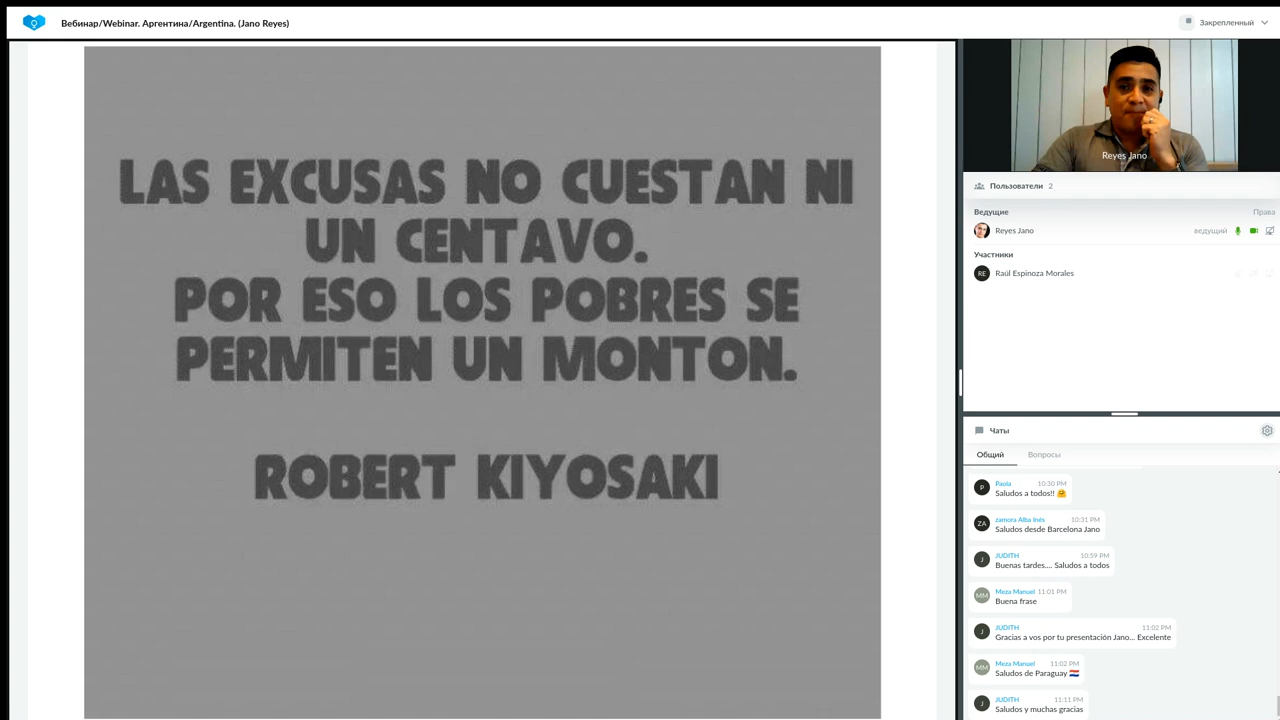 Вебинар/Webinar. Аргентина/Argentina. (Jano Reyes)
Закрепленный
LAS EXCUSAS NO CUESTAN NI
UN CENTAVO.
POR ESO LOS POBRES SE
PERMITEN UN MONTON.
ROBERT KIYOSAKI
Reyes Jano
Пользователи 2
Ведущие Права
Reyes Jano ведущий
Участники
RE Raúl Espinoza Morales
Чаты
Общий Вопросы
P Paola 10:30 PM
Saludos a todos!! 🤗
ZA zamora Alba Inés 10:31 PM
Saludos desde Barcelona Jano
J JUDITH 10:59 PM
Buenas tardes.... Saludos a todos
MM Meza Manuel 11:01 PM
Buena frase
J JUDITH 11:02 PM
Gracias a vos por tu presentación Jano... Excelente
MM Meza Manuel 11:02 PM
Saludos de Paraguay 🇵🇾
J JUDITH 11:11 PM
Saludos y muchas gracias